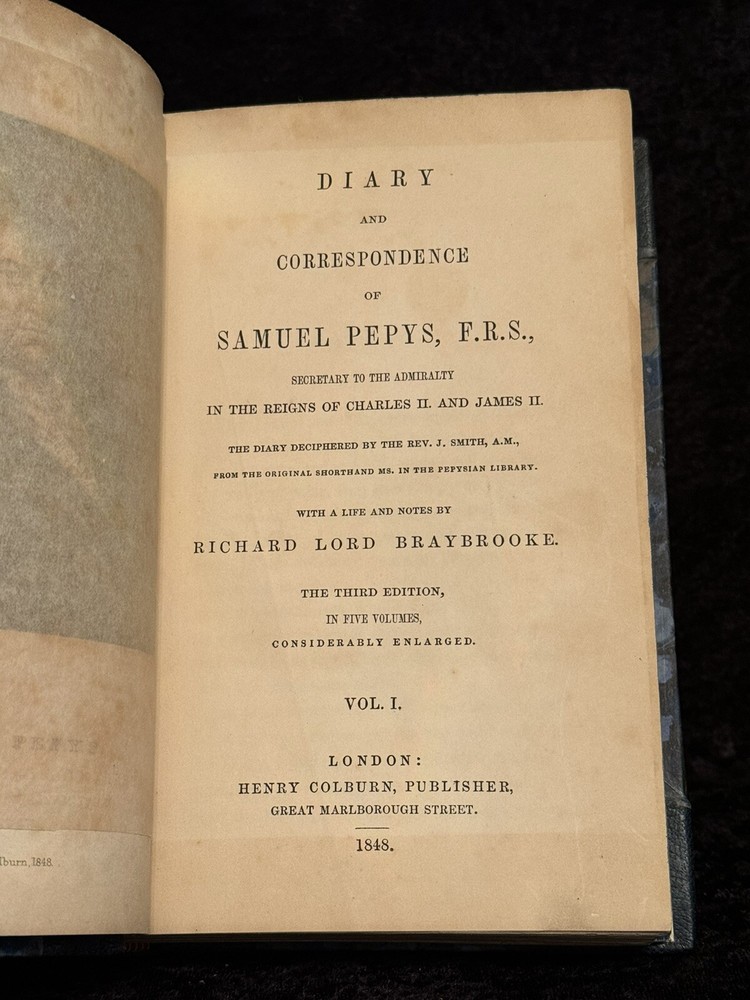 DIARY
AND
CORRESPONDENCE
OF
SAMUEL PEPYS, F.R.S.,
SECRETARY TO THE ADMIRALTY
IN THE REIGNS OF CHARLES II. AND JAMES II.
THE DIARY DECIPHERED BY THE REV. J. SMITH, A.M.,
FROM THE ORIGINAL SHORTHAND MS. IN THE PEPYSIAN LIBRARY.
WITH A LIFE AND NOTES BY
RICHARD LORD BRAYBROOKE.
THE THIRD EDITION,
IN FIVE VOLUMES,
CONSIDERABLY ENLARGED.
VOL. I.
LONDON:
HENRY COLBURN, PUBLISHER,
GREAT MARLBOROUGH STREET.
1848.
lburn, 1848.